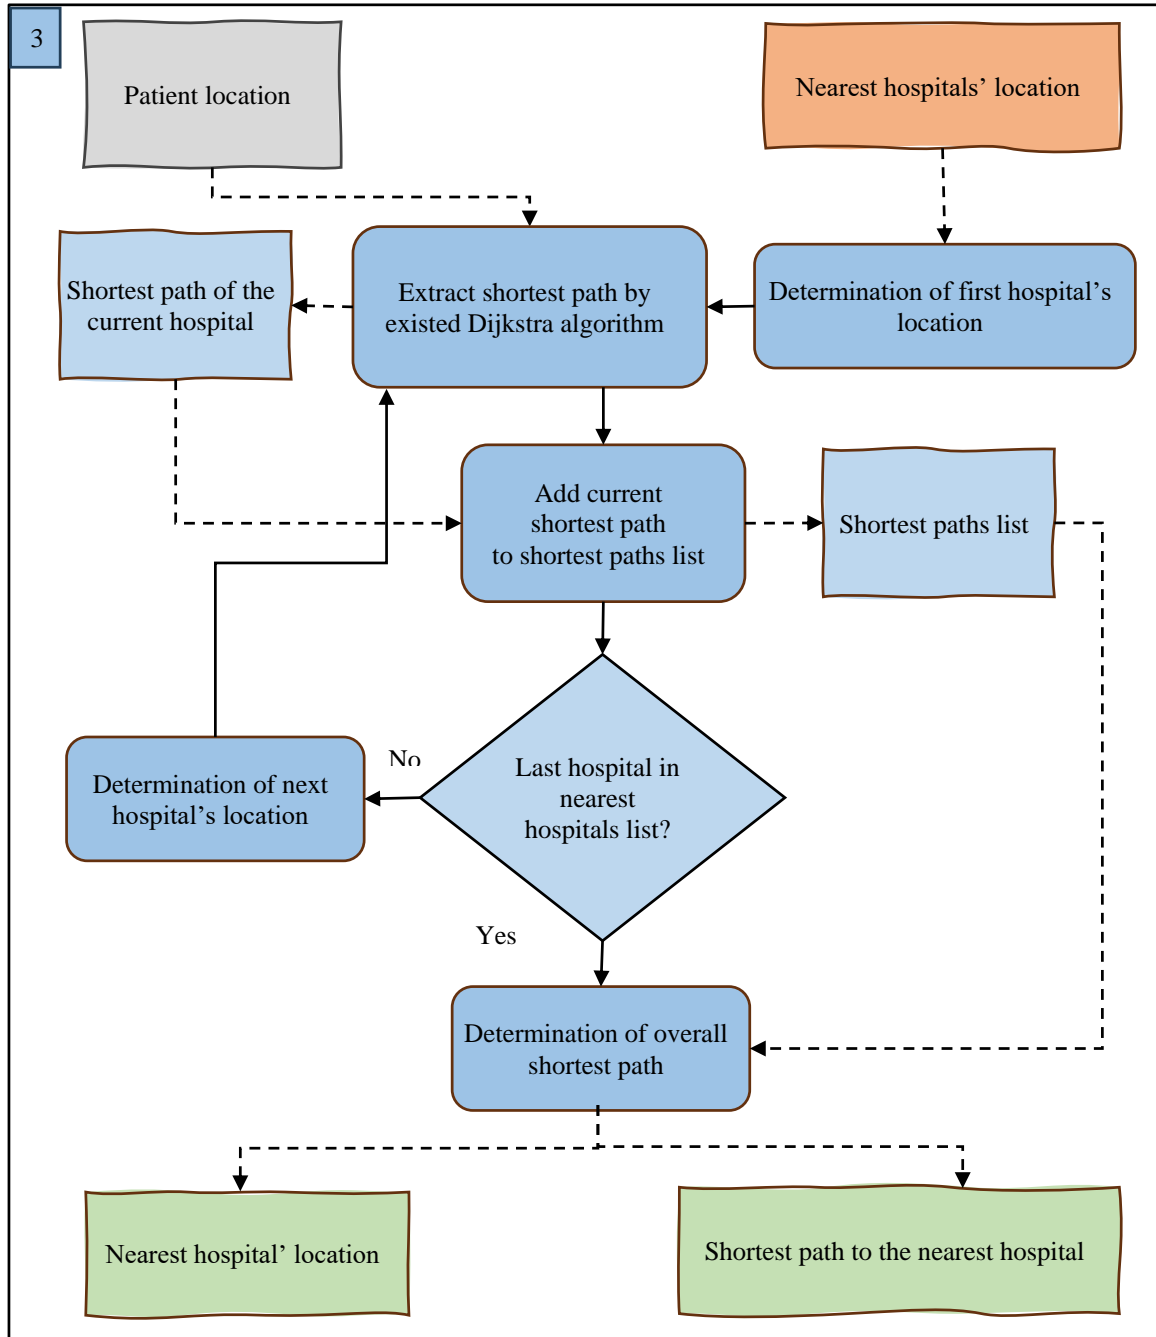 3
Patient location
Nearest hospitals’ location
Shortest path of the
current hospital
Extract shortest path by
existed Dijkstra algorithm
Determination of first hospital’s
location
Add current
shortest path
to shortest paths list
Shortest paths list
No
Determination of next
hospital’s location
Last hospital in
nearest
hospitals list?
Yes
Determination of overall
shortest path
Nearest hospital’ location
Shortest path to the nearest hospital